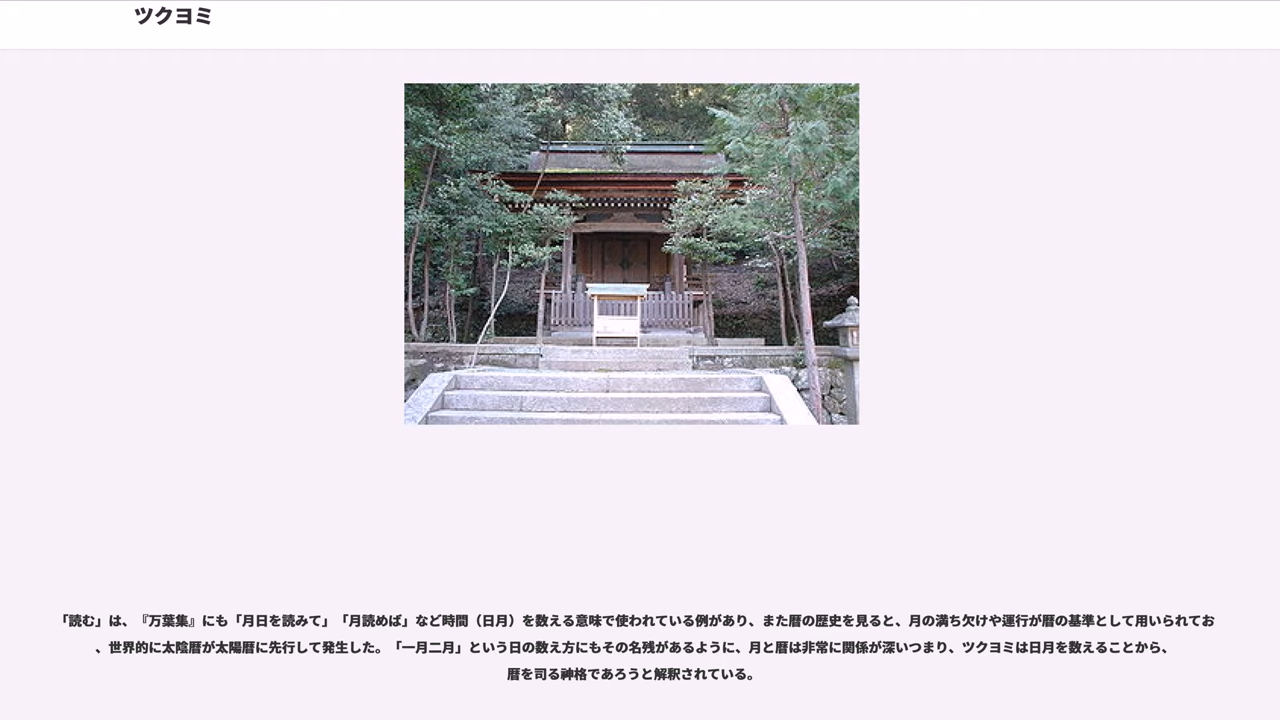 ツクヨミ
「読む」は、『万葉集』にも「月日を読みて」「月読めば」など時間（日月）を数える意味で使われている例があり、また暦の歴史を見ると、月の満ち欠けや運行が暦の基準として用いられてお
、世界的に太陰暦が太陽暦に先行して発生した。「一月二月」という日の数え方にもその名残があるように、月と暦は非常に関係が深いつまり、ツクヨミは日月を数えることから、
暦を司る神格であろうと解釈されている。